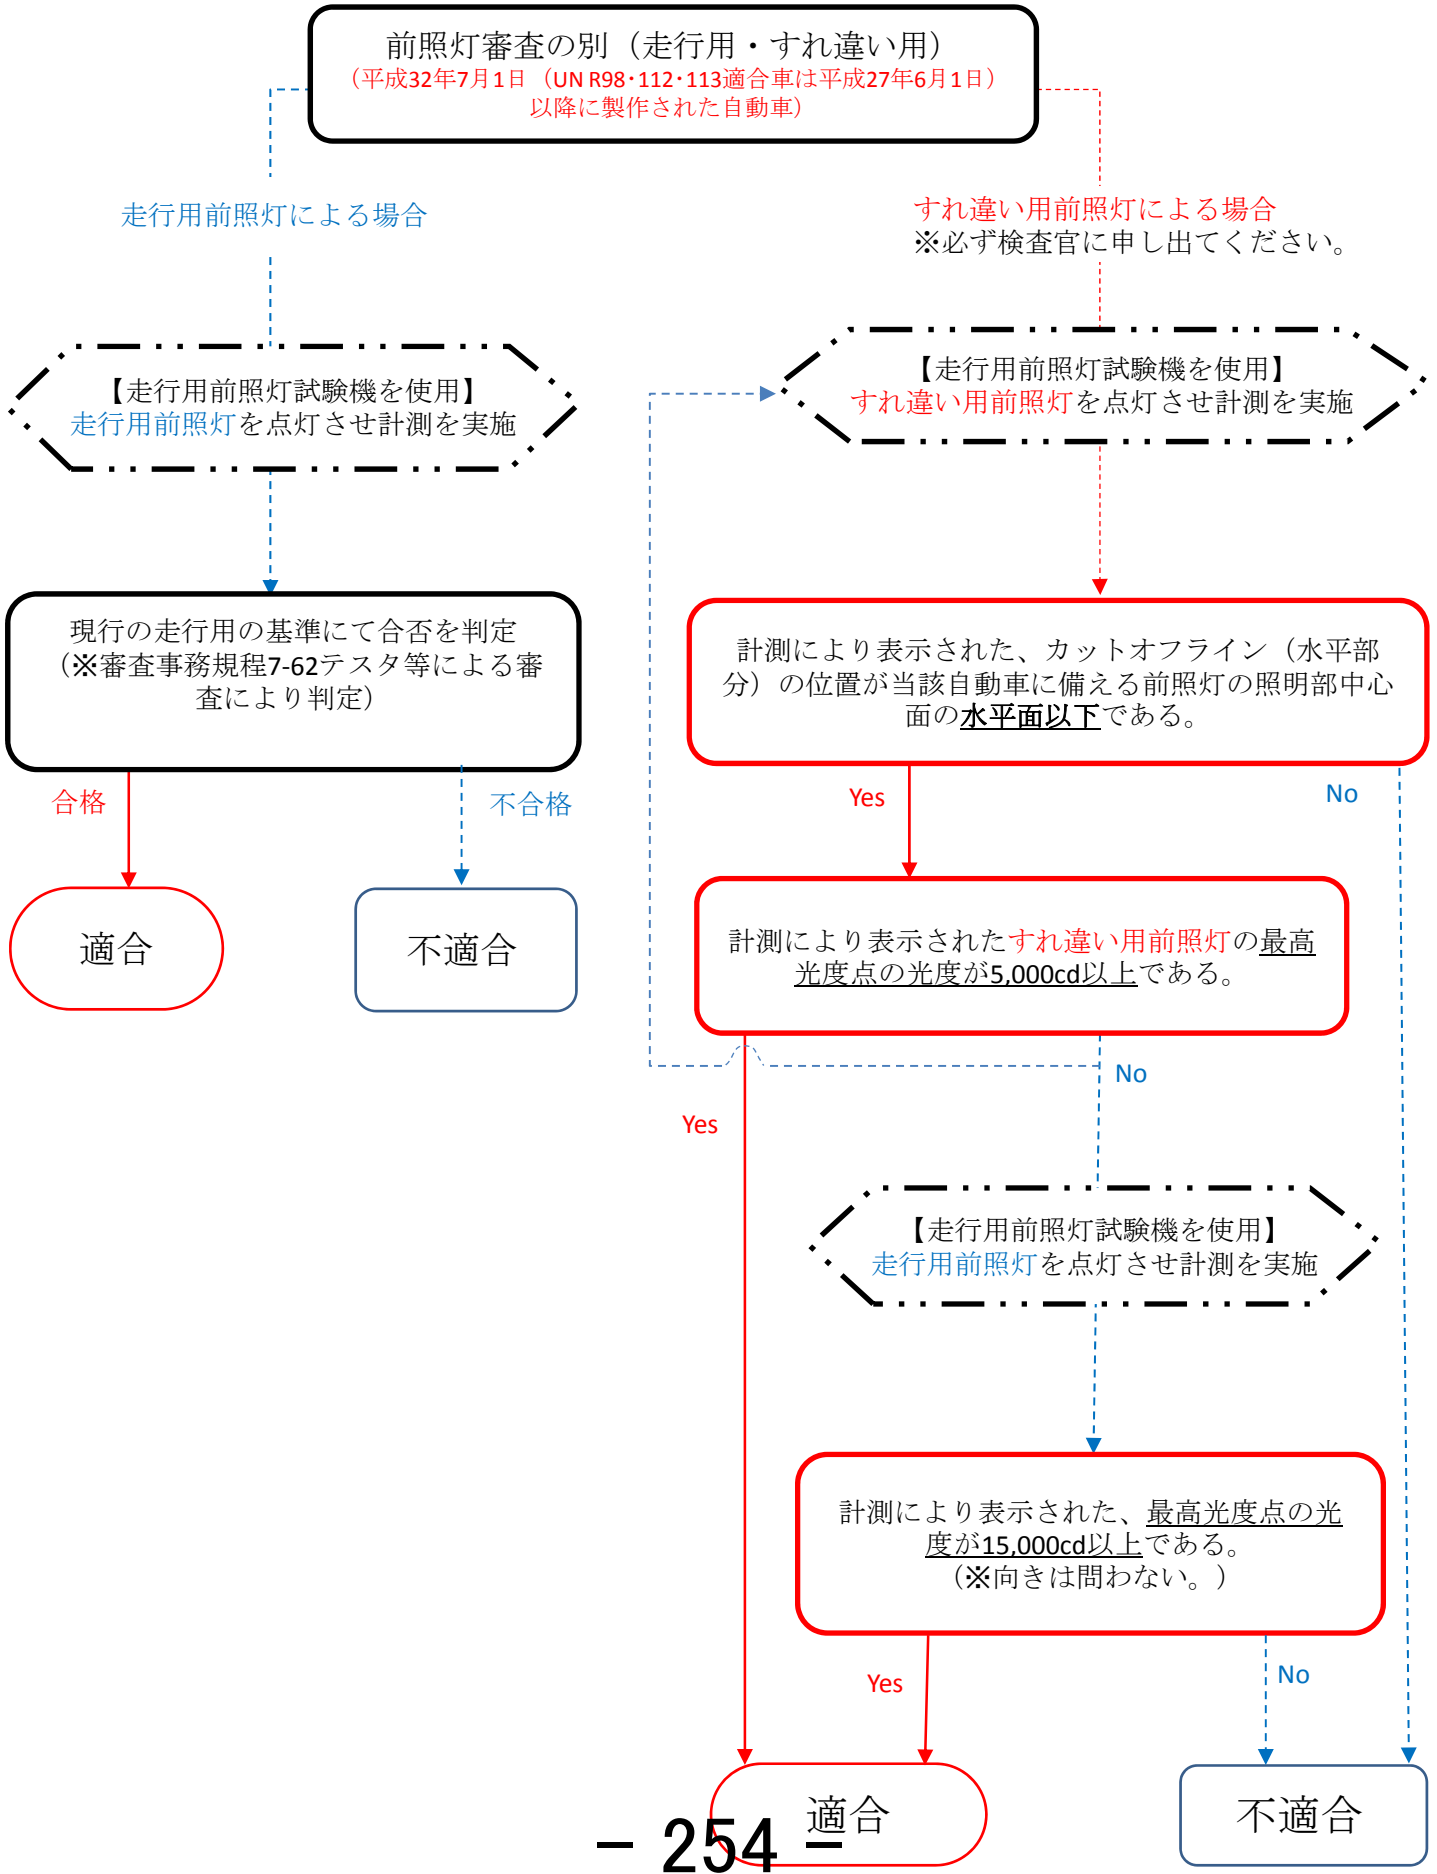 前照灯審査の別（走行用・すれ違い用）
（平成32年7月1日（UN R98･112･113適合車は平成27年6月1日）
以降に製作された自動車）
走行用前照灯による場合
【走行用前照灯試験機を使用】
走行用前照灯を点灯させ計測を実施
現行の走行用の基準にて合否を判定
（※審査事務規程7-62テスタ等による審
査により判定）
合格
不合格
適合
不適合
すれ違い用前照灯による場合
※必ず検査官に申し出てください。
【走行用前照灯試験機を使用】
すれ違い用前照灯を点灯させ計測を実施
計測により表示された、カットオフライン（水平部
分）の位置が当該自動車に備える前照灯の照明部中心
面の水平面以下である。
Yes
No
計測により表示されたすれ違い用前照灯の最高
光度点の光度が5,000cd以上である。
No
Yes
【走行用前照灯試験機を使用】
走行用前照灯を点灯させ計測を実施
計測により表示された、最高光度点の光
度が15,000cd以上である。
（※向きは問わない。）
Yes
No
適合
不適合
－ 254 －